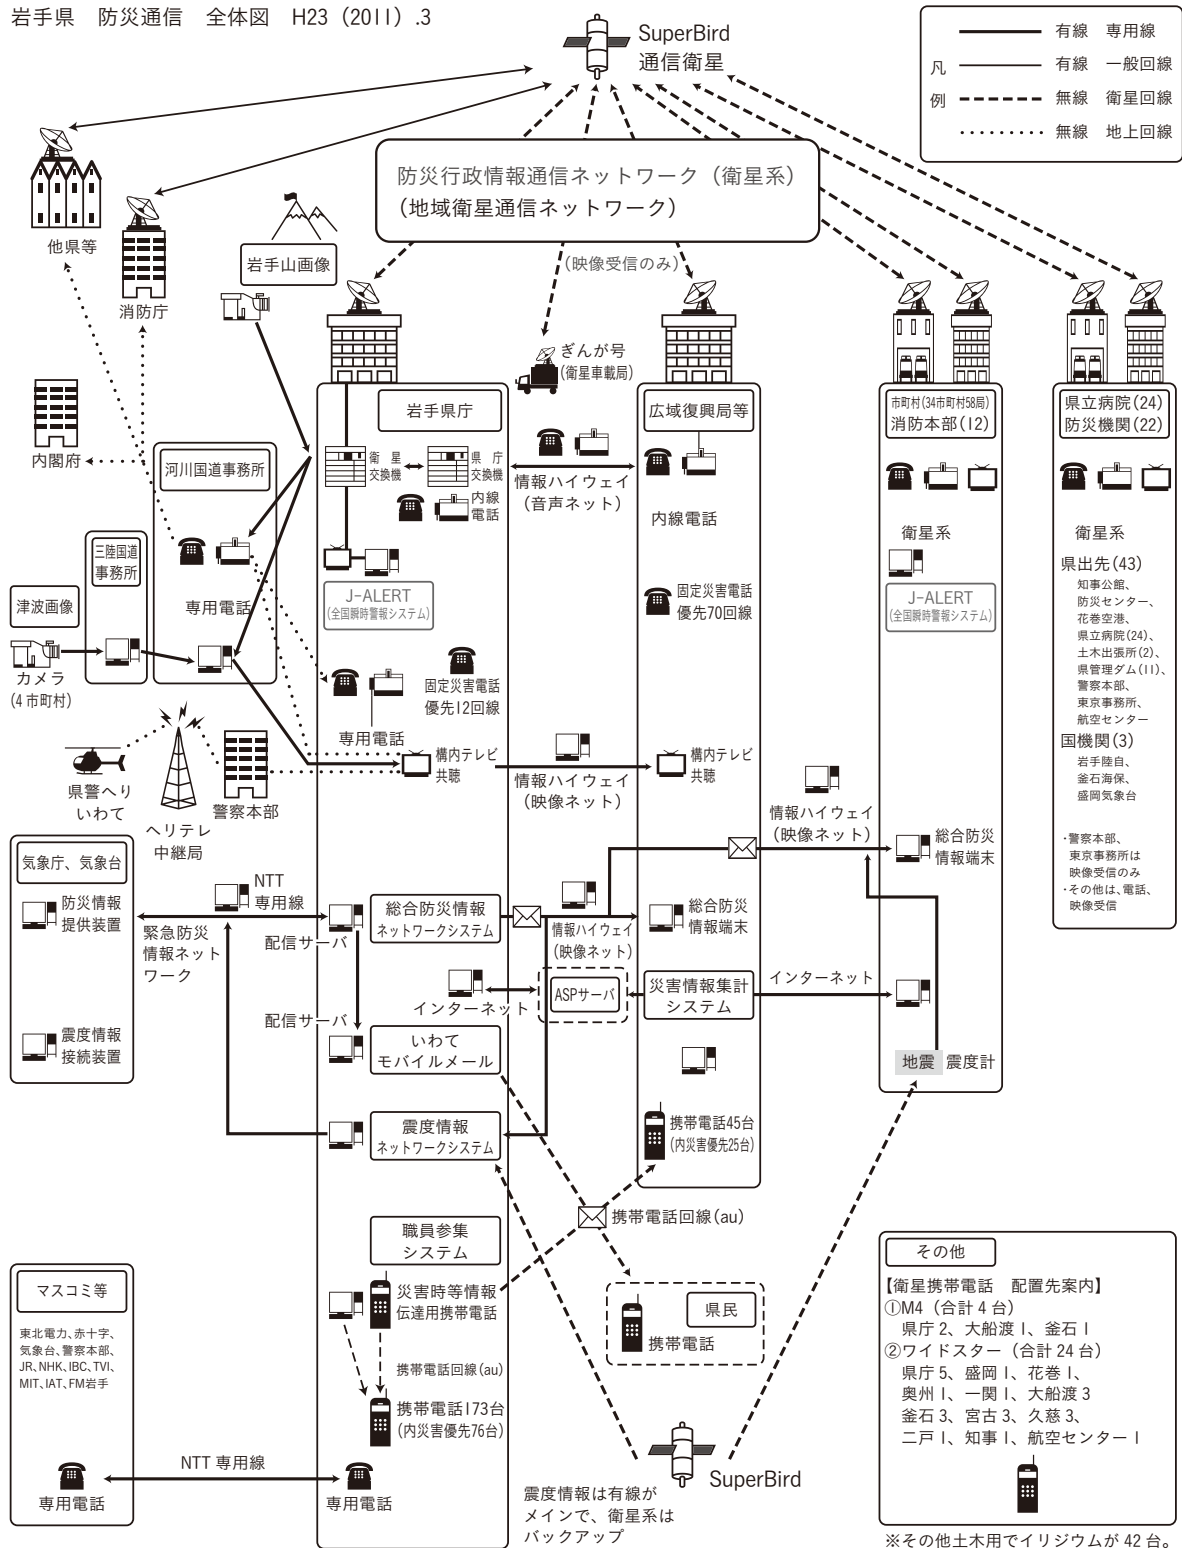 岩手県　防災通信　全体図　H23（2011）.3
SuperBird
通信衛星
凡
例
有線　専用線
有線　一般回線
無線　衛星回線
無線　地上回線
防災行政情報通信ネットワーク（衛星系）
（地域衛星通信ネットワーク）
（映像受信のみ）
他県等
消防庁
内閣府
岩手山画像
ぎんが号
（衛星車載局）
岩手県庁
衛星
交換機
県庁
交換機
内線
電話
情報ハイウェイ
（音声ネット）
広域復興局等
内線電話
市町村（34市町村58局）
消防本部（12）
衛星系
県立病院（24）
防災機関（22）
衛星系
県出先（43）
知事公館、
防災センター、
花巻空港、
県立病院（24）、
土木出張所（2）、
県管理ダム（11）、
警察本部、
東京事務所、
航空センター
国機関（3）
岩手陸自、
釜石海保、
盛岡気象台
・警察本部、
東京事務所は
映像受信のみ
・その他は、電話、
映像受信
河川国道事務所
専用電話
三陸国道
事務所
津波画像
カメラ
（4市町村）
J-ALERT
（全国瞬時警報システム）
J-ALERT
（全国瞬時警報システム）
固定災害電話
優先70回線
固定災害電話
優先12回線
専用電話
構内テレビ
共聴
情報ハイウェイ
（映像ネット）
構内テレビ
共聴
情報ハイウェイ
（映像ネット）
県警ヘリ
いわて
ヘリテレ
中継局
警察本部
気象庁、気象台
防災情報
提供装置
震度情報
接続装置
NTT
専用線
緊急防災
情報ネット
ワーク
配信サーバ
総合防災情報
ネットワークシステム
情報ハイウェイ
（映像ネット）
総合防災
情報端末
総合防災
情報端末
インターネット
ASPサーバ
災害情報集計
システム
インターネット
配信サーバ
いわて
モバイルメール
震度情報
ネットワークシステム
地震 震度計
携帯電話45台
（内災害優先25台）
携帯電話回線（au）
職員参集
システム
災害時等情報
伝達用携帯電話
携帯電話回線（au）
携帯電話173台
（内災害優先76台）
県民
携帯電話
マスコミ等
東北電力、赤十字、
気象台、警察本部、
JR、NHK、IBC、TVI、
MIT、IAT、FM岩手
専用電話
NTT 専用線
専用電話
SuperBird
震度情報は有線が
メインで、衛星系は
バックアップ
その他
【衛星携帯電話　配置先案内】
①M4（合計4台）
県庁2、大船渡1、釜石1
②ワイドスター（合計24台）
県庁5、盛岡1、花巻1、
奥州1、一関1、大船渡3
釜石3、宮古3、久慈3、
二戸1、知事1、航空センター1
※その他土木用でイリジウムが42台。